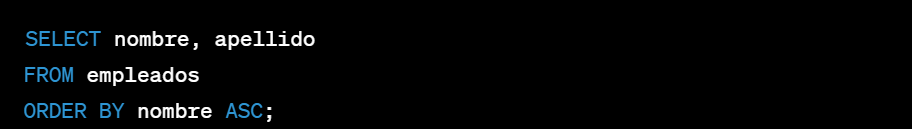 SELECT nombre, apellido
FROM empleados
ORDER BY nombre ASC;